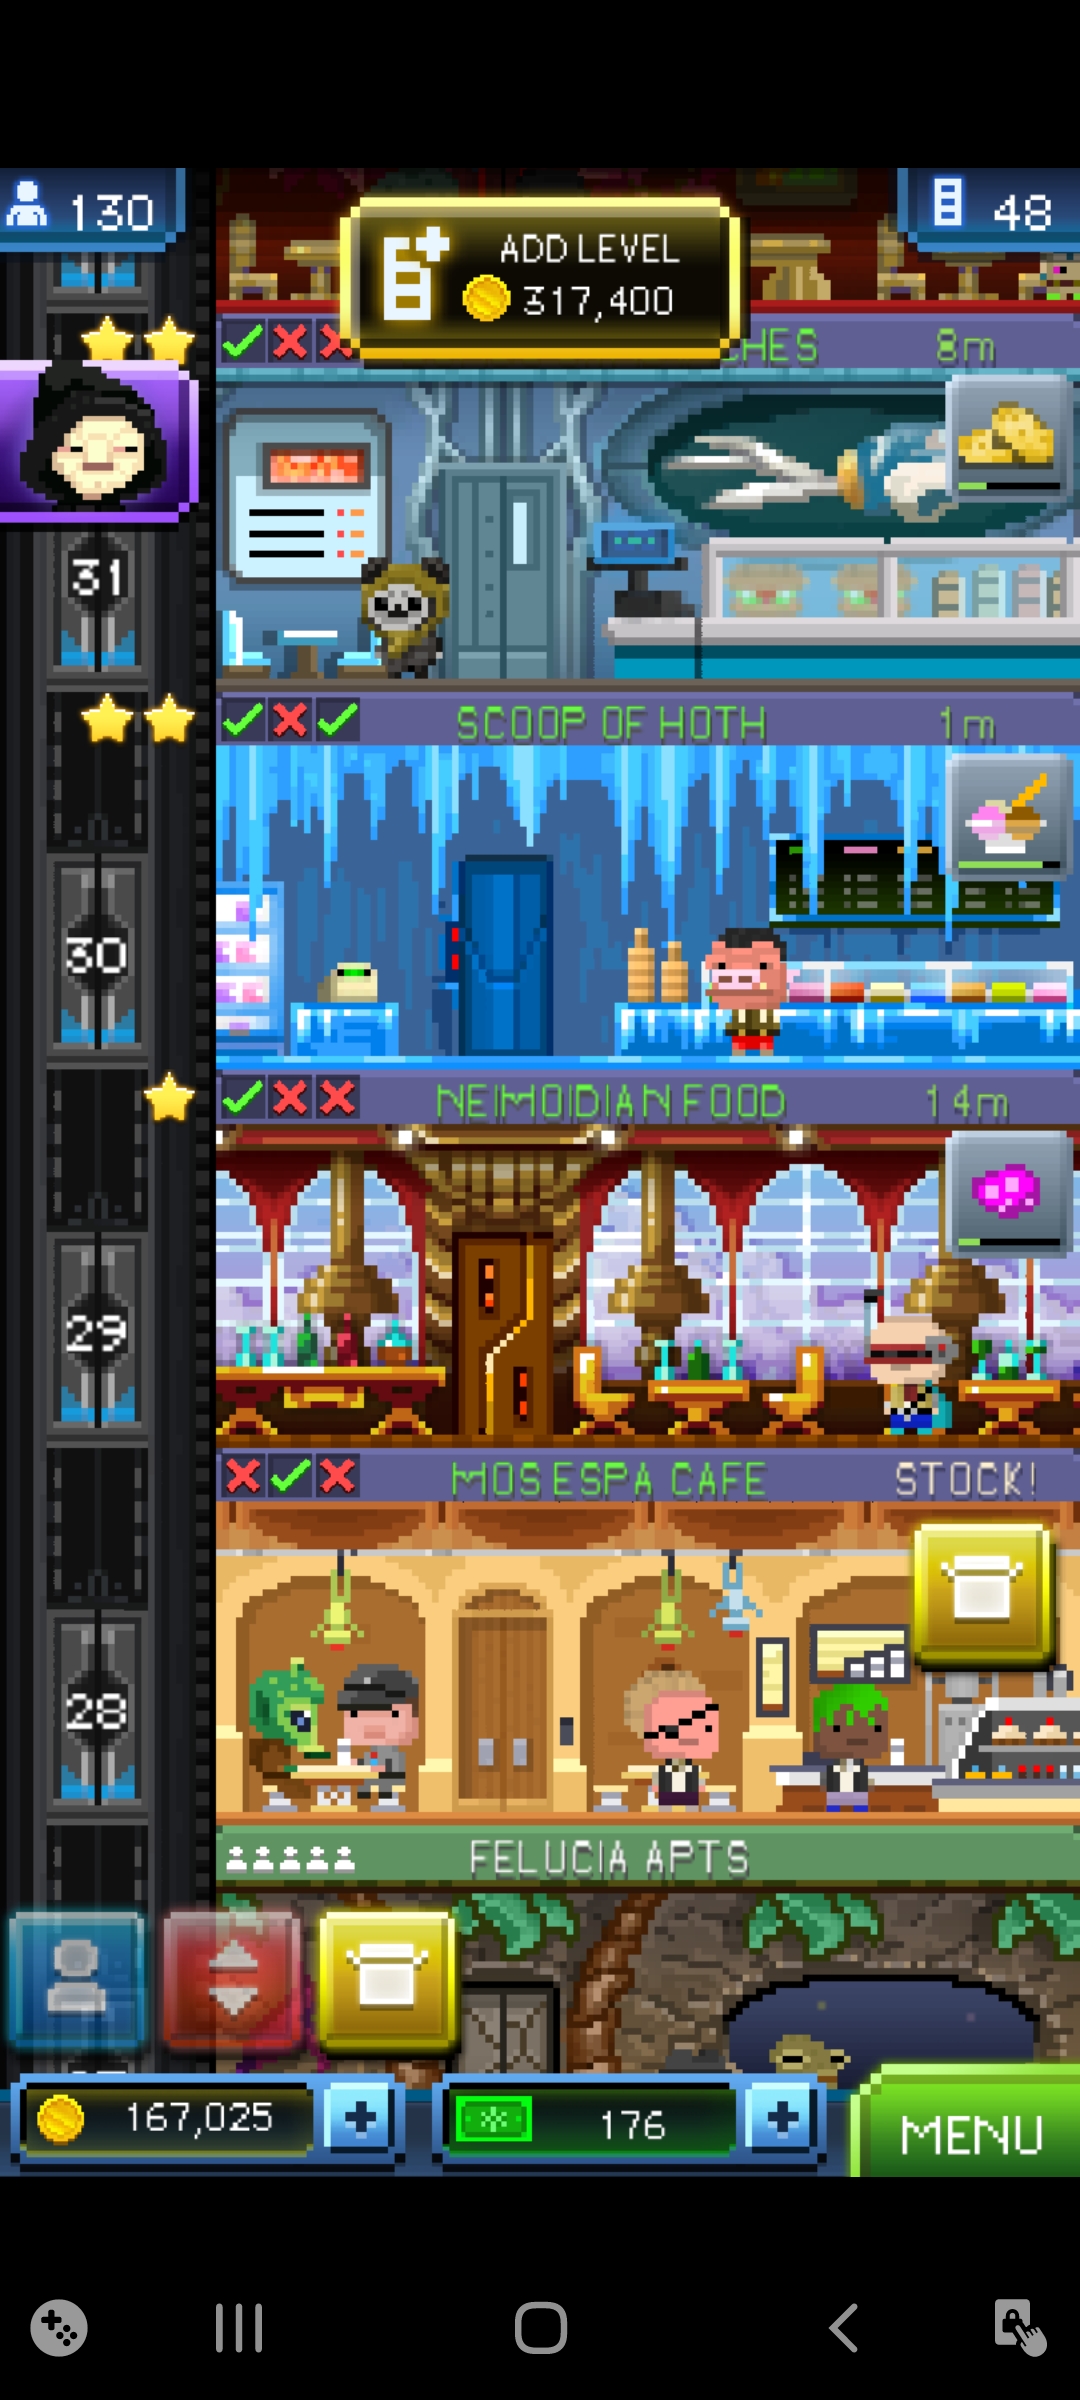 130
48
ADD LEVEL
317,400
CHES 8m
31
SCOOP OF HOTH 1m
30
NEIMOIDIAN FOOD 14m
29
MOS ESPA CAFE STOCK!
28
FELUCIA APTS
167,025
176
MENU